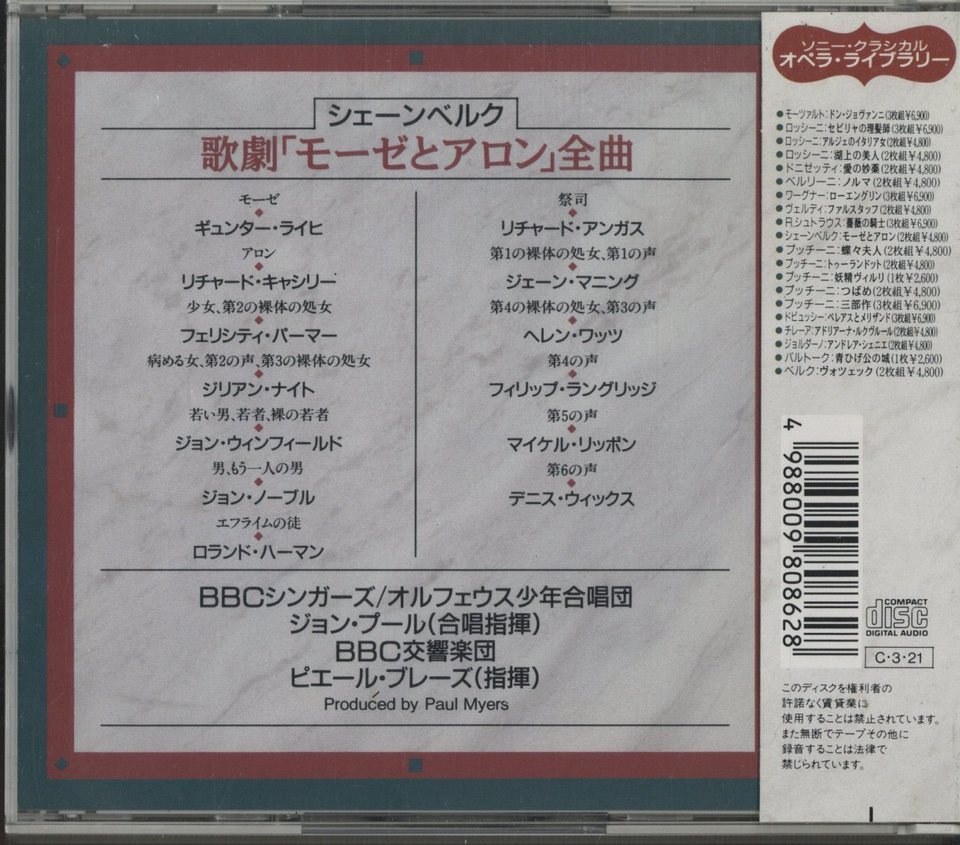 シェーンベルク
歌劇「モーゼとアロン」全曲
モーゼ
ギュンター・ライヒ
アロン
リチャード・キャシリー
少女、第2の裸体の処女
フェリシティ・パーマー
病める女、第2の声、第3の裸体の処女
ジリアン・ナイト
若い男、若者、裸の若者
ジョン・ウィンフィールド
男、もう一人の男
ジョン・ノーブル
エフライムの徒
ロランド・ハーマン
祭司
リチャード・アンガス
第1の裸体の処女、第1の声
ジェーン・マニング
第4の裸体の処女、第3の声
ヘレン・ワッツ
第4の声
フィリップ・ラングリッジ
第5の声
マイケル・リッポン
第6の声
デニス・ウィックス
BBCシンガーズ/オルフェウス少年合唱団
ジョン・プール(合唱指揮)
BBC交響楽団
ピエール・ブレーズ(指揮)
Produced by Paul Myers
ソニー・クラシカル
オペラ・ライブラリー
●モーツァルト:ドン・ジョヴァンニ(3枚組¥6,900)
●ロッシーニ:セビリャの理髪師(3枚組¥6,900)
●ロッシーニ:アルジェのイタリア女(2枚組¥4,800)
●ロッシーニ:湖上の美人(2枚組¥4,800)
●ドニゼッティ:愛の妙薬(2枚組¥4,800)
●ベルリーニ:ノルマ(2枚組¥4,800)
●ワーグナー:ローエングリン(3枚組¥6,900)
●ヴェルディ:ファルスタッフ(2枚組¥4,800)
●R.シュトラウス:薔薇の騎士(3枚組¥6,900)
●シェーンベルク:モーゼとアロン(2枚組¥4,800)
●プッチーニ:蝶々夫人(2枚組¥4,800)
●プッチーニ:トゥーランドット(2枚組¥4,800)
●プッチーニ:妖精ヴィルリ(1枚¥2,600)
●プッチーニ:つばめ(2枚組¥4,800)
●プッチーニ:三部作(3枚組¥6,900)
●ドビュッシー:ペレアスとメリザンド(3枚組¥6,900)
●チレーア:アドリアーナ・ルクヴルール(2枚組¥4,800)
●ジョルダーノ:アンドレア・シェニエ(2枚組¥4,800)
●バルトーク:青ひげ公の城(1枚¥2,600)
●ベルク:ヴォツェック(2枚組¥4,800)
4 988009 808628
COMPACT
disc
DIGITAL AUDIO
C・3・21
このディスクを権利者の
許諾なく賃貸業に
使用することは禁止されています。
また無断でテープその他に
録音することは法律で
禁じられています。